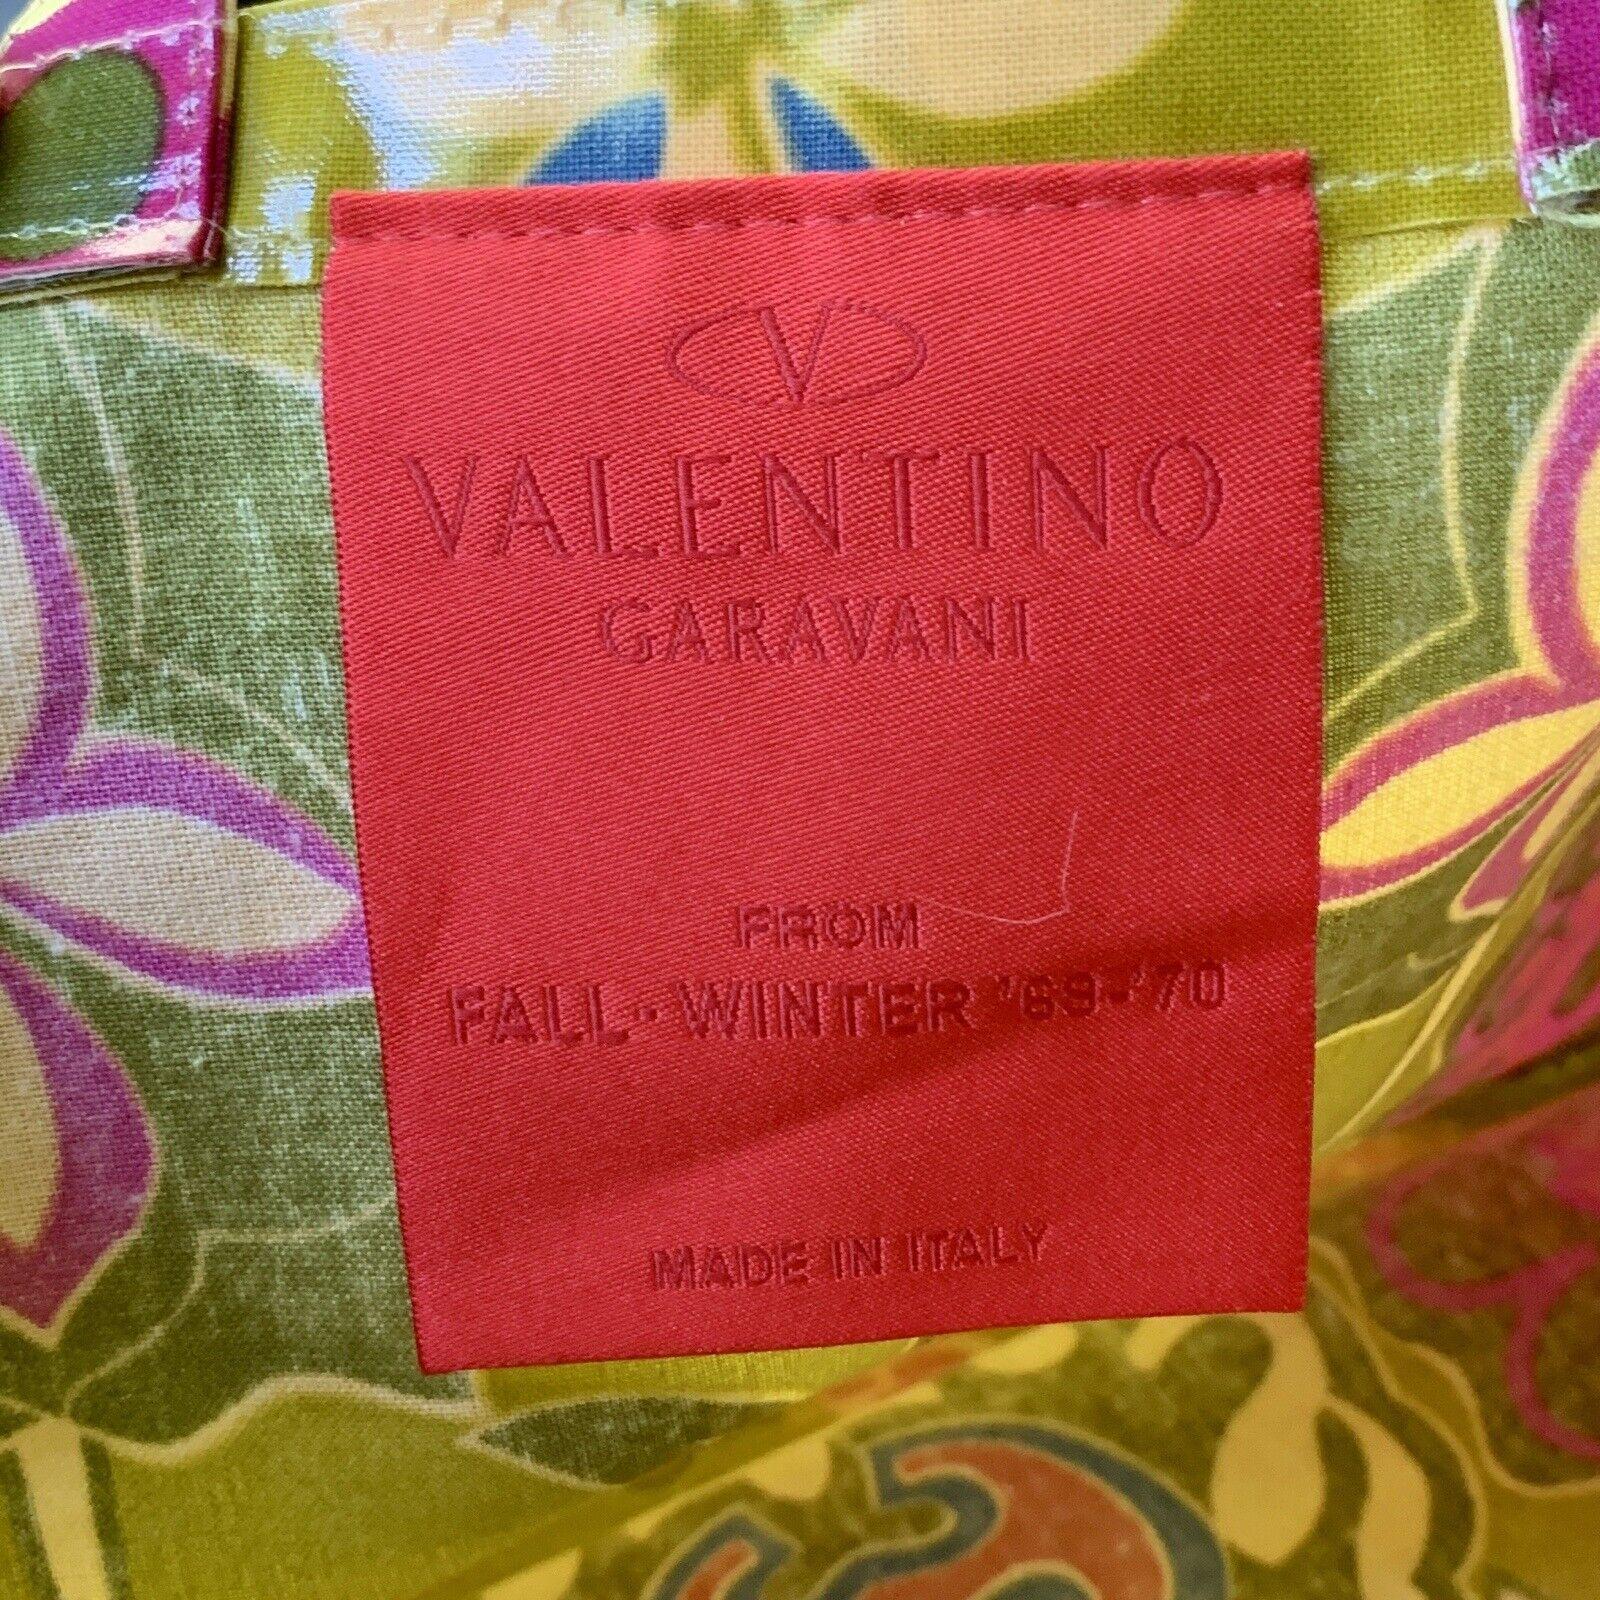 V
VALENTINO
GARAVANI
FROM
FALL-WINTER '69-'70
MADE IN ITALY